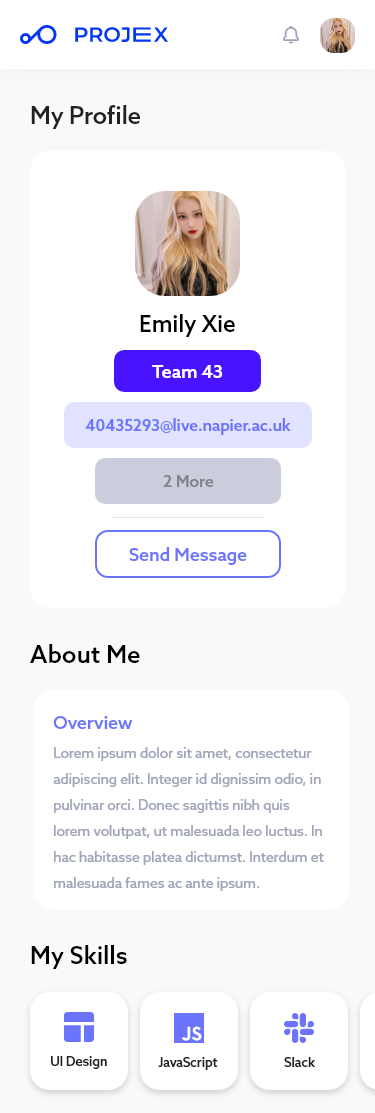 PROJEX
My Profile
Emily Xie
Team 43
40435293@live.napier.ac.uk
2 More
Send Message
About Me
Overview
Lorem ipsum dolor sit amet, consectetur
adipiscing elit. Integer id dignissim odio, in
pulvinar orci. Donec sagittis nibh quis
lorem volutpat, ut malesuada leo luctus. In
hac habitasse platea dictumst. Interdum et
malesuada fames ac ante ipsum.
My Skills
JS
UI Design JavaScript Slack